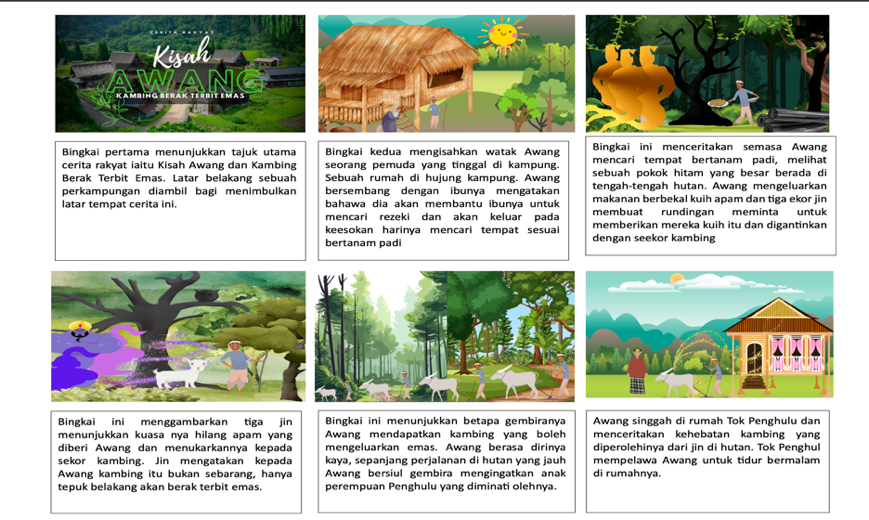 CERITA RAKYAT
Kisah
AWANG
KAMBING BERAK TERBIT EMAS
Bingkai pertama menunjukkan tajuk utama
cerita rakyat iaitu Kisah Awang dan Kambing
Berak Terbit Emas. Latar belakang sebuah
perkampungan diambil bagi menimbulkan
latar tempat cerita ini.
Bingkai kedua mengisahkan watak Awang
seorang pemuda yang tinggal di kampung.
Sebuah rumah di hujung kampung. Awang
bersembang dengan ibunya mengatakan
bahawa dia akan membantu ibunya untuk
mencari rezeki dan akan keluar pada
keesokan harinya mencari tempat sesuai
bertanam padi
Bingkai ini menceritakan semasa Awang
mencari tempat bertanam padi, melihat
sebuah pokok hitam yang besar berada di
tengah-tengah hutan. Awang mengeluarkan
makanan berbekal kuih apam dan tiga ekor jin
membuat rundingan meminta untuk
memberikan mereka kuih itu dan digantinkan
dengan seekor kambing
Bingkai ini menggambarkan tiga jin
menunjukkan kuasa nya hilang apam yang
diberi Awang dan menukarkannya kepada
sekor kambing. Jin mengatakan kepada
Awang kambing itu bukan sebarang, hanya
tepuk belakang akan berak terbit emas.
Bingkai ini menunjukkan betapa gembiranya
Awang mendapatkan kambing yang boleh
mengeluarkan emas. Awang berasa dirinya
kaya, sepanjang perjalanan di hutan yang jauh
Awang bersiul gembira mengingatkan anak
perempuan Penghulu yang diminati olehnya.
Awang singgah di rumah Tok Penghulu dan
menceritakan kehebatan kambing yang
diperolehinya dari jin di hutan. Tok Penghul
mempelawa Awang untuk tidur bermalam
di rumahnya.